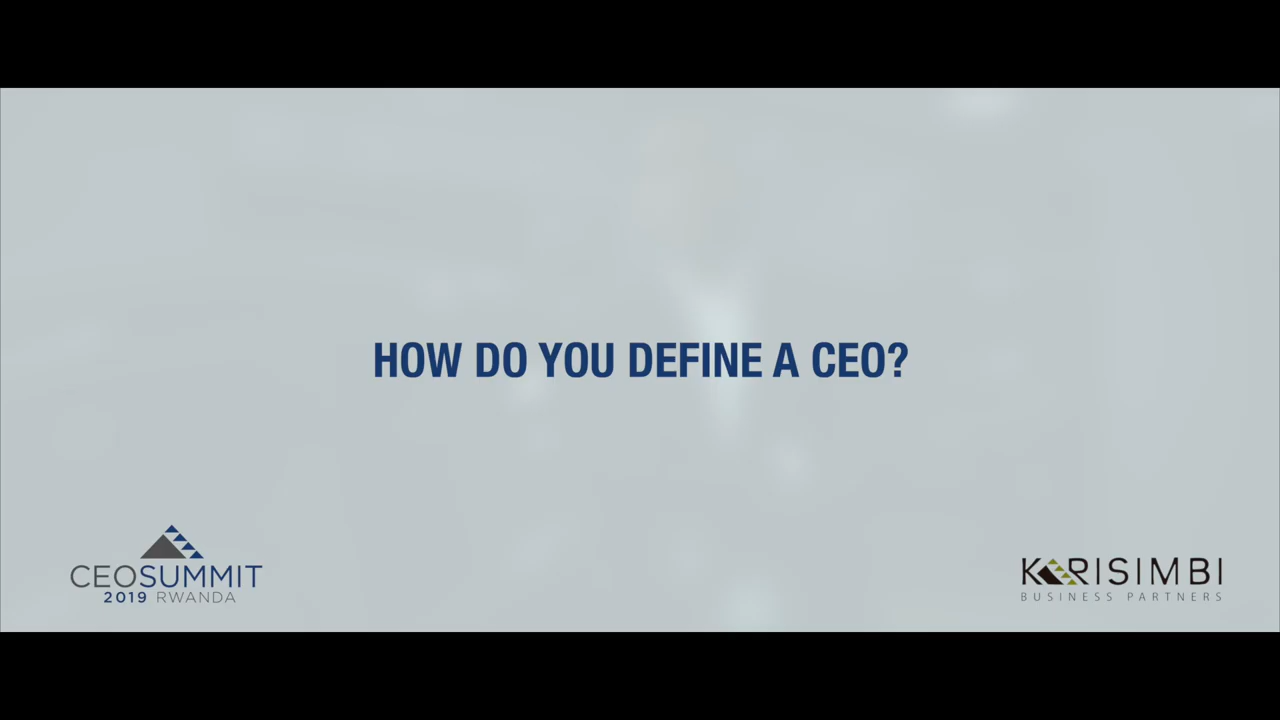 HOW DO YOU DEFINE A CEO?
CEOSUMMIT
2019 RWANDA
KARISIMBI
BUSINESS PARTNERS